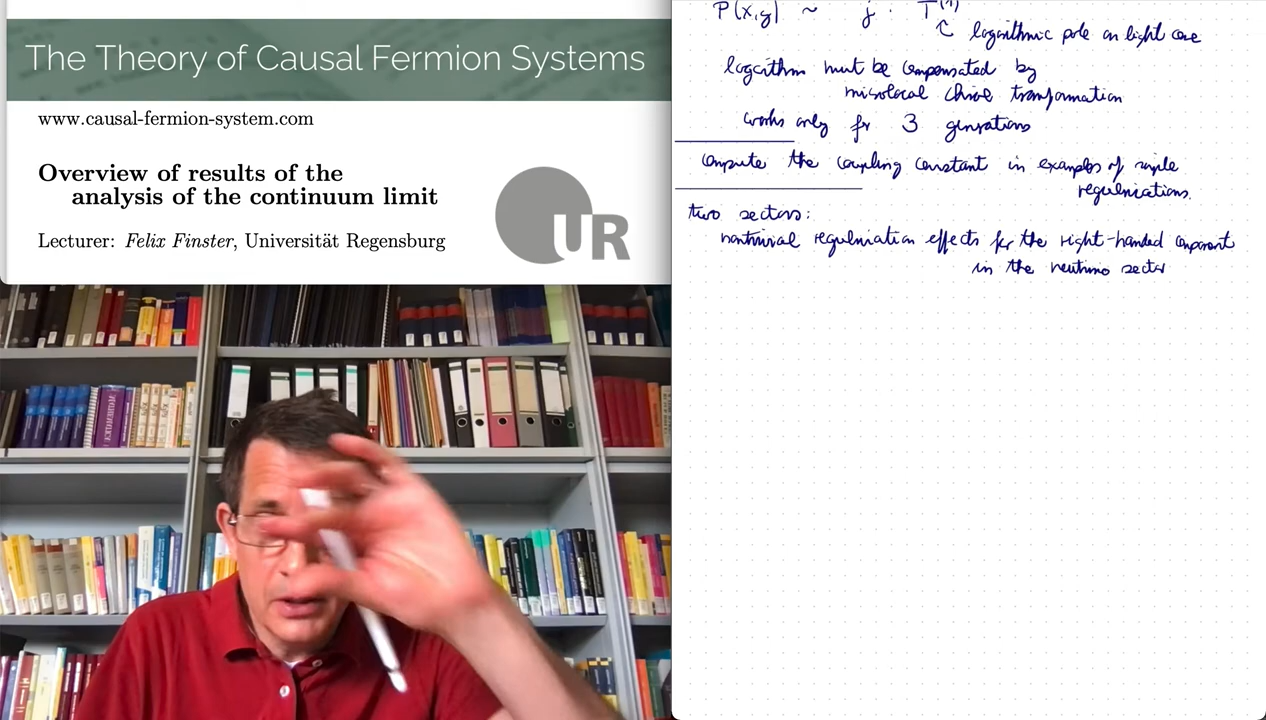 The Theory of Causal Fermion Systems
www.causal-fermion-system.com
Overview of results of the
analysis of the continuum limit
Lecturer: Felix Finster, Universität Regensburg
UR
P(x,y) ~ j · T⁽¹⁾
logarithmic pole on light cone
logarithm must be compensated by
microlocal chiral transformation
works only for 3 generations
compute the coupling constant in examples of simple
regularizations.
two sectors:
nontrivial regularization effects for the right-handed component
in the neutrino sector